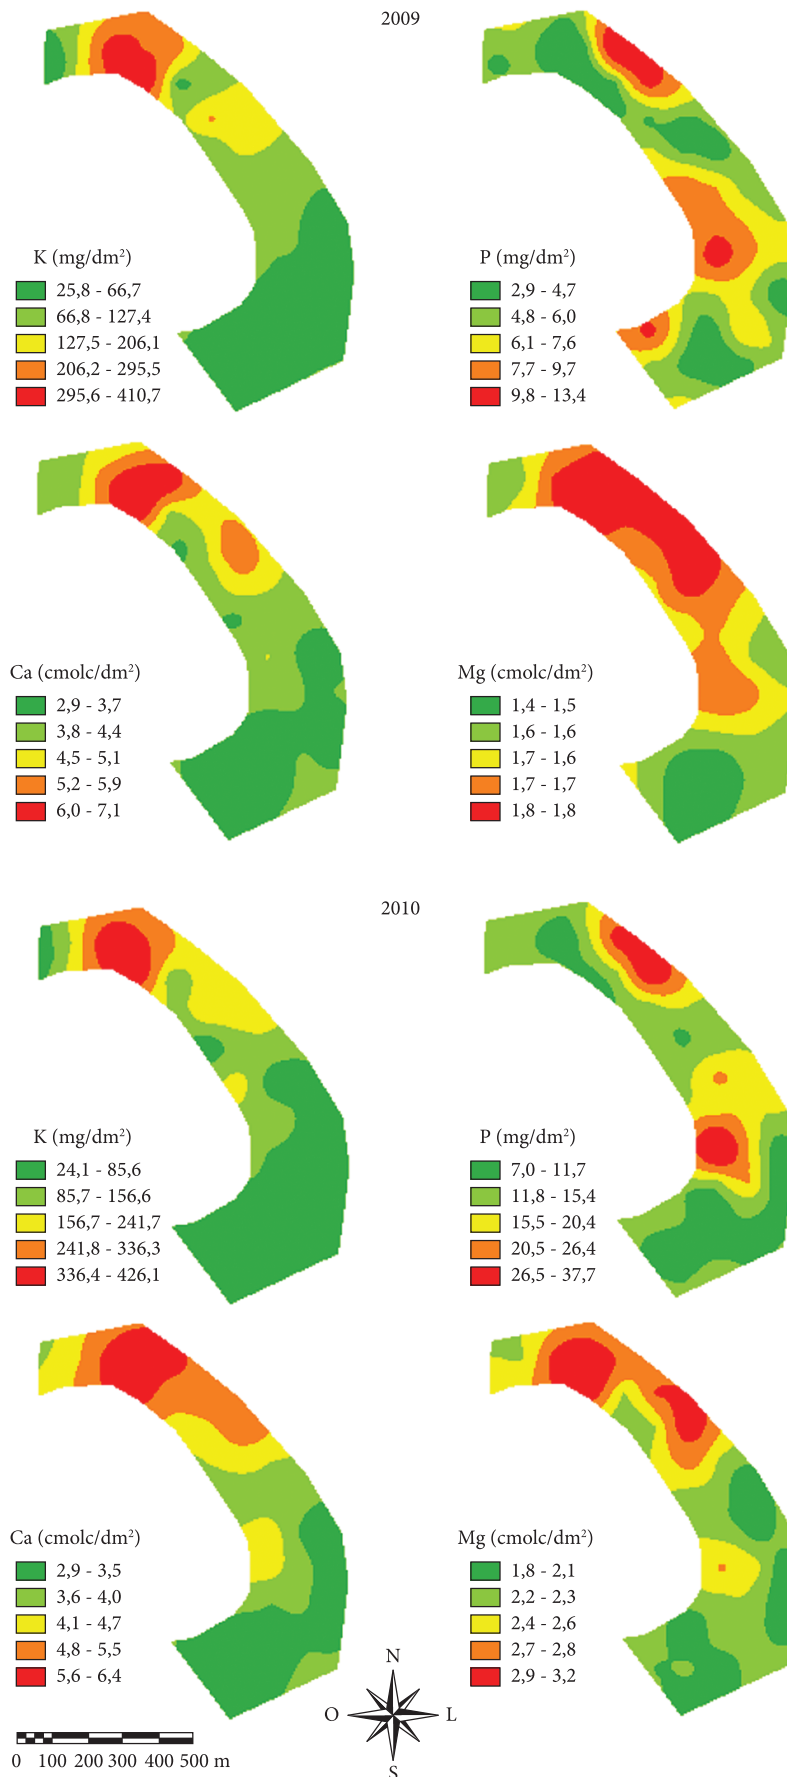 2009
K (mg/dm²)
25,8 - 66,7
66,8 - 127,4
127,5 - 206,1
206,2 - 295,5
295,6 - 410,7
P (mg/dm²)
2,9 - 4,7
4,8 - 6,0
6,1 - 7,6
7,7 - 9,7
9,8 - 13,4
Ca (cmolc/dm²)
2,9 - 3,7
3,8 - 4,4
4,5 - 5,1
5,2 - 5,9
6,0 - 7,1
Mg (cmolc/dm²)
1,4 - 1,5
1,6 - 1,6
1,7 - 1,6
1,7 - 1,7
1,8 - 1,8
2010
K (mg/dm²)
24,1 - 85,6
85,7 - 156,6
156,7 - 241,7
241,8 - 336,3
336,4 - 426,1
P (mg/dm²)
7,0 - 11,7
11,8 - 15,4
15,5 - 20,4
20,5 - 26,4
26,5 - 37,7
Ca (cmolc/dm²)
2,9 - 3,5
3,6 - 4,0
4,1 - 4,7
4,8 - 5,5
5,6 - 6,4
Mg (cmolc/dm²)
1,8 - 2,1
2,2 - 2,3
2,4 - 2,6
2,7 - 2,8
2,9 - 3,2
N
O L
S
0 100 200 300 400 500 m